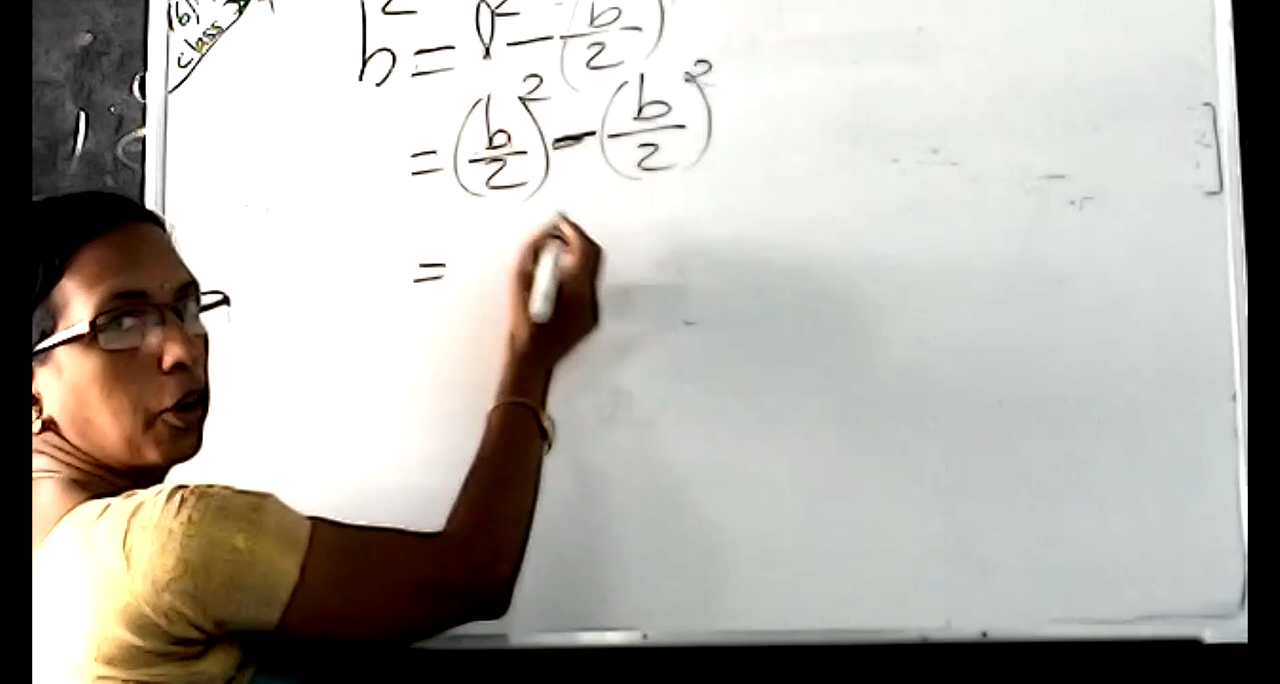 class
b² = l² - (b/2)²
= (b/2)² - (b/2)²
=